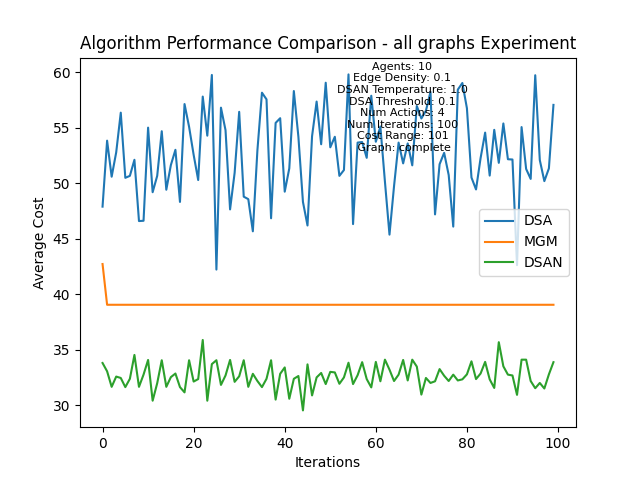 Algorithm Performance Comparison - all graphs Experiment
Agents: 10
Edge Density: 0.1
DSAN Temperature: 1.0
DSA Threshold: 0.1
Num Actions: 4
Num Iterations: 100
Cost Range: 101
Graph: complete
60
55
50
45
40
35
30
Average Cost
DSA
MGM
DSAN
0
20
40
60
80
100
Iterations